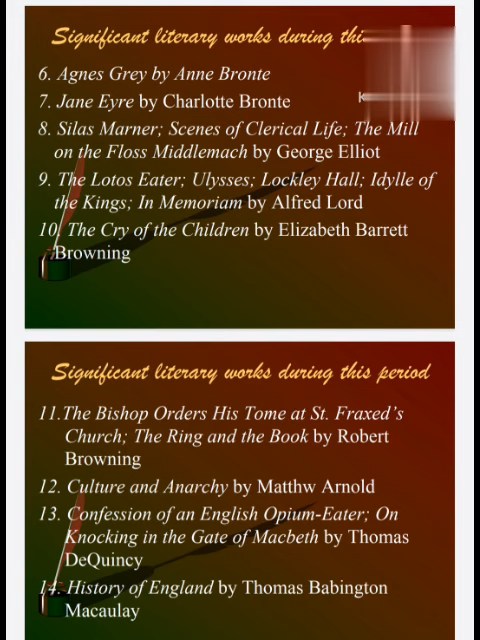 Significant literary works during thi
6. Agnes Grey by Anne Bronte
7. Jane Eyre by Charlotte Bronte
8. Silas Marner; Scenes of Clerical Life; The Mill
on the Floss Middlemach by George Elliot
9. The Lotos Eater; Ulysses; Lockley Hall; Idylle of
the Kings; In Memoriam by Alfred Lord
10. The Cry of the Children by Elizabeth Barrett
Browning
Significant literary works during this period
11.The Bishop Orders His Tome at St. Fraxed's
Church; The Ring and the Book by Robert
Browning
12. Culture and Anarchy by Matthw Arnold
13. Confession of an English Opium-Eater; On
Knocking in the Gate of Macbeth by Thomas
DeQuincy
14. History of England by Thomas Babington
Macaulay